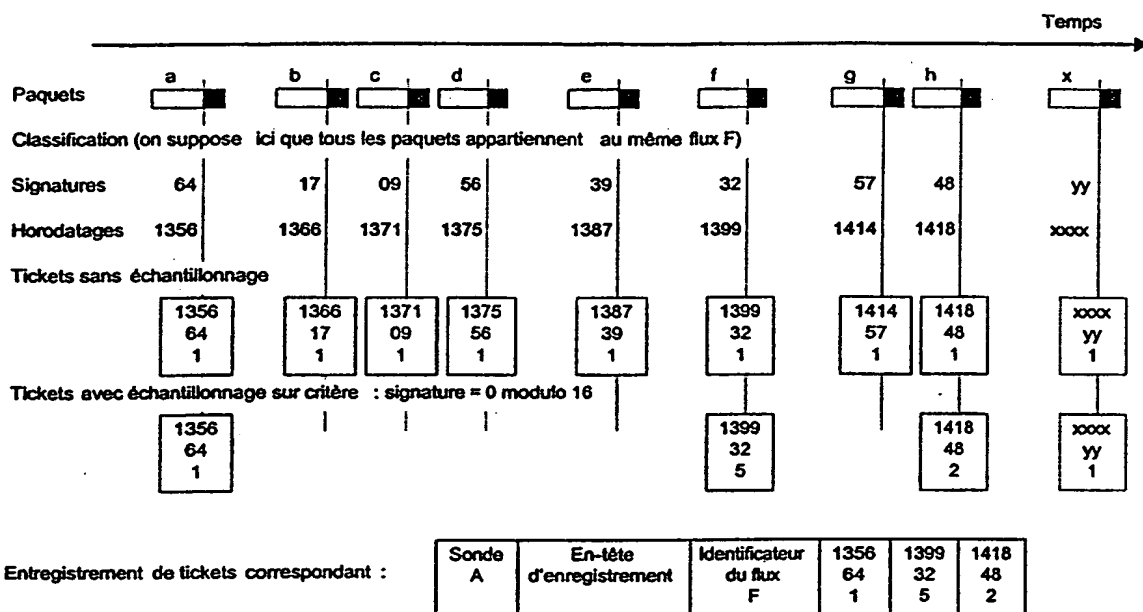 Temps
a b c d e f g h x
Paquets
Classification (on suppose ici que tous les paquets appartiennent au même flux F)
Signatures 64 17 09 56 39 32 57 48 yy
Horodatages 1356 1366 1371 1375 1387 1399 1414 1418 xxxx
Tickets sans échantillonnage
1356 1366 1371 1375 1387 1399 1414 1418 xxxx
64 17 09 56 39 32 57 48 yy
1 1 1 1 1 1 1 1 1
Tickets avec échantillonnage sur critère : signature = 0 modulo 16
1356 1399 1418 xxxx
64 32 48 yy
1 5 2 1
Sonde En-tête Identificateur 1356 1399 1418
Entregistrement de tickets correspondant : A d'enregistrement du flux 64 32 48
F 1 5 2